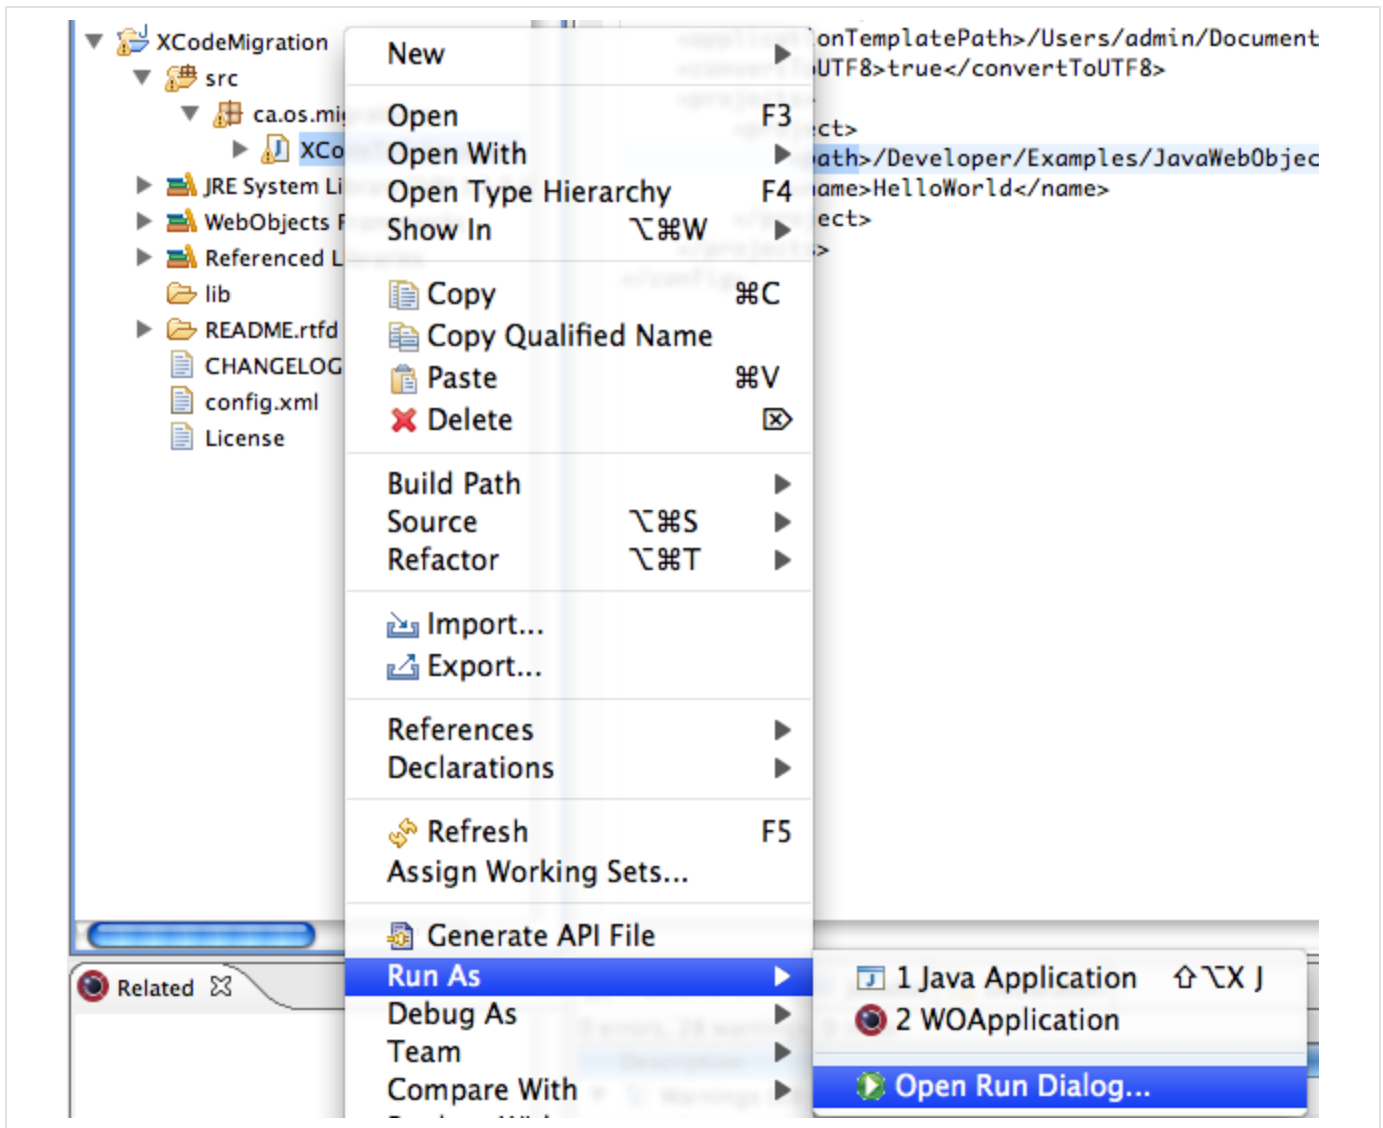 XCodeMigration
src
ca.os.mig
XCo
JRE System Li
WebObjects F
Referenced L
lib
README.rtfd
CHANGELOG
config.xml
License
New
Open F3
Open With
Open Type Hierarchy F4
Show In ⌥⌘W
Copy ⌘C
Copy Qualified Name
Paste ⌘V
Delete ⌦
Build Path
Source ⌥⌘S
Refactor ⌥⌘T
Import...
Export...
References
Declarations
Refresh F5
Assign Working Sets...
Generate API File
Run As
Debug As
Team
Compare With
onTemplatePath>/Users/admin/Document
UTF8>true</convertToUTF8>
ct>
path>/Developer/Examples/JavaWebObjec
name>HelloWorld</name>
ect>
>
Related
1 Java Application ⇧⌥X J
2 WOApplication
Open Run Dialog...